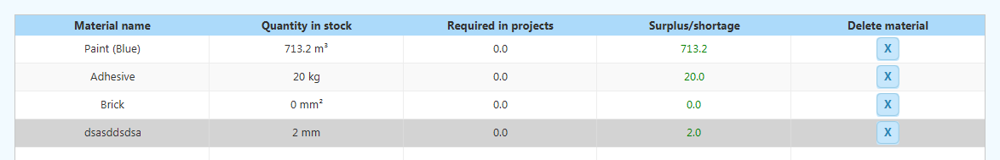 Material name Quantity in stock Required in projects Surplus/shortage Delete material
Paint (Blue) 713.2 m³ 0.0 713.2 X
Adhesive 20 kg 0.0 20.0 X
Brick 0 mm² 0.0 0.0 X
dsasddsdsa 2 mm 0.0 2.0 X